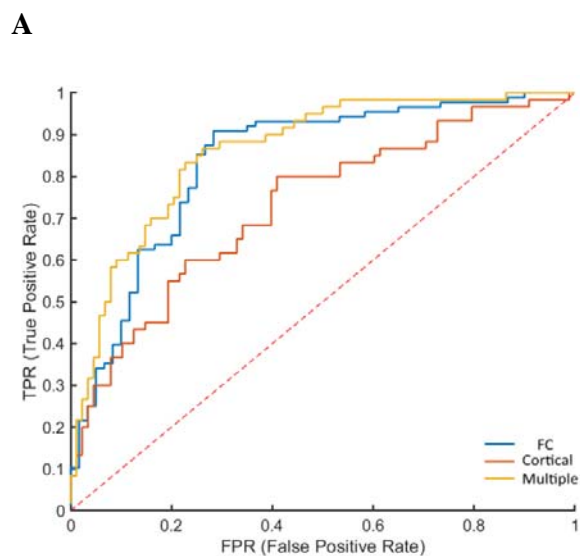 A
1
0.9
0.8
0.7
0.6
0.5
0.4
0.3
0.2
0.1
0
TPR (True Positive Rate)
FC
Cortical
Multiple
0 0.2 0.4 0.6 0.8 1
FPR (False Positive Rate)